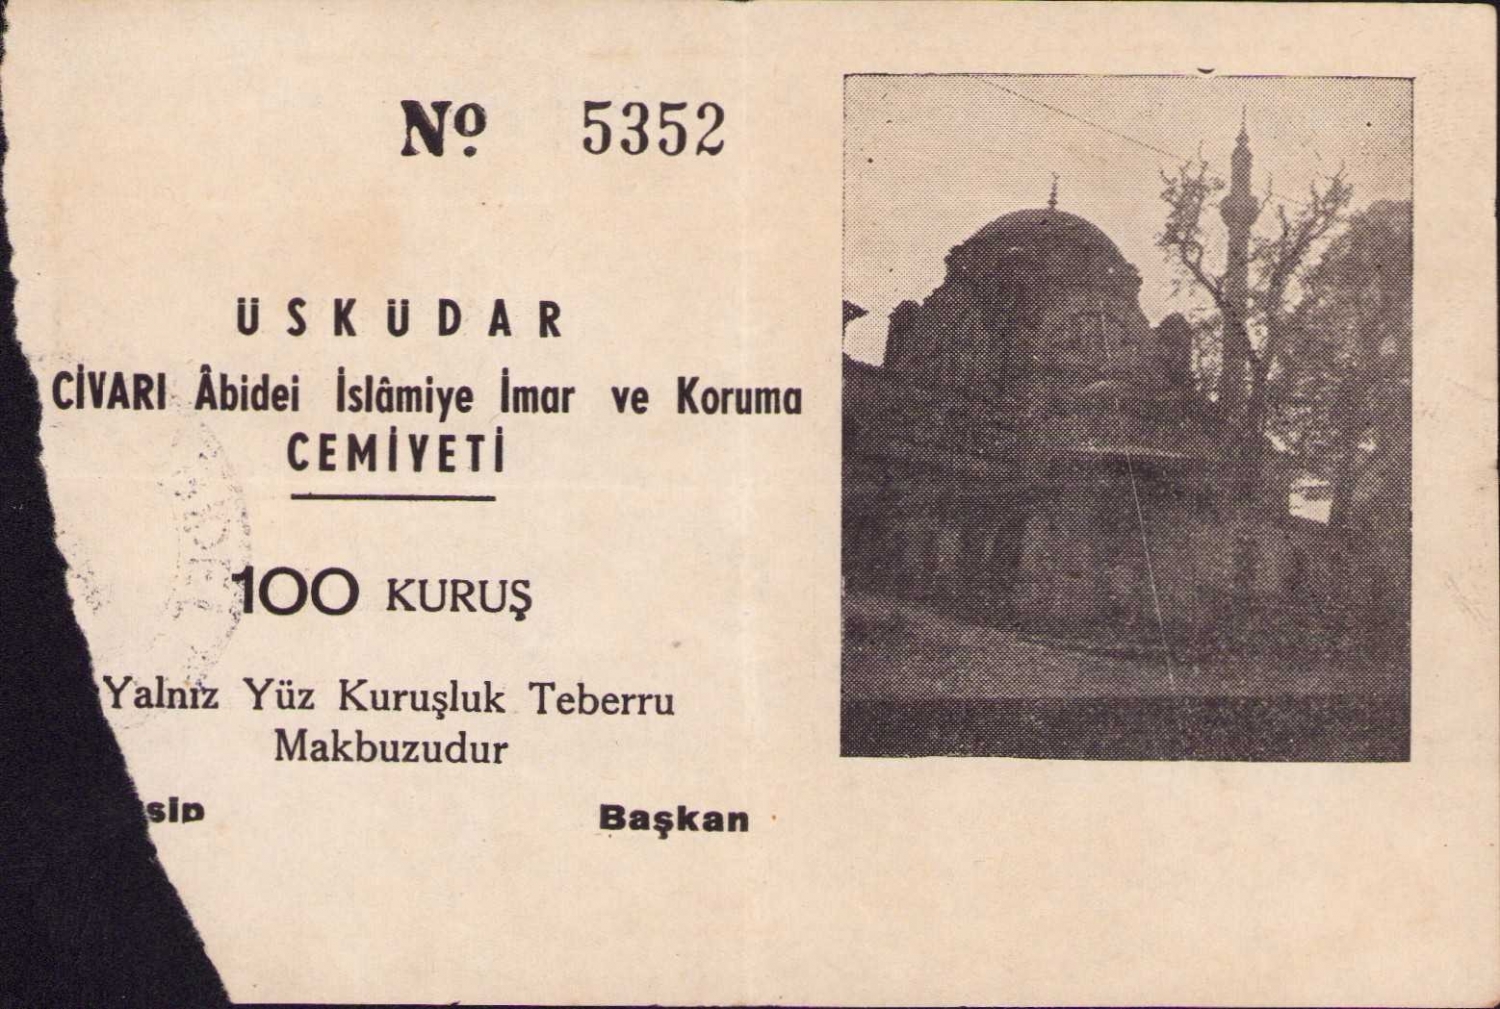 Nº 5352
ÜSKÜDAR
CİVARI Âbidei İslâmiye İmar ve Koruma
CEMİYETİ
100 KURUŞ
Yalnız Yüz Kuruşluk Teberru
Makbuzudur
sip Başkan